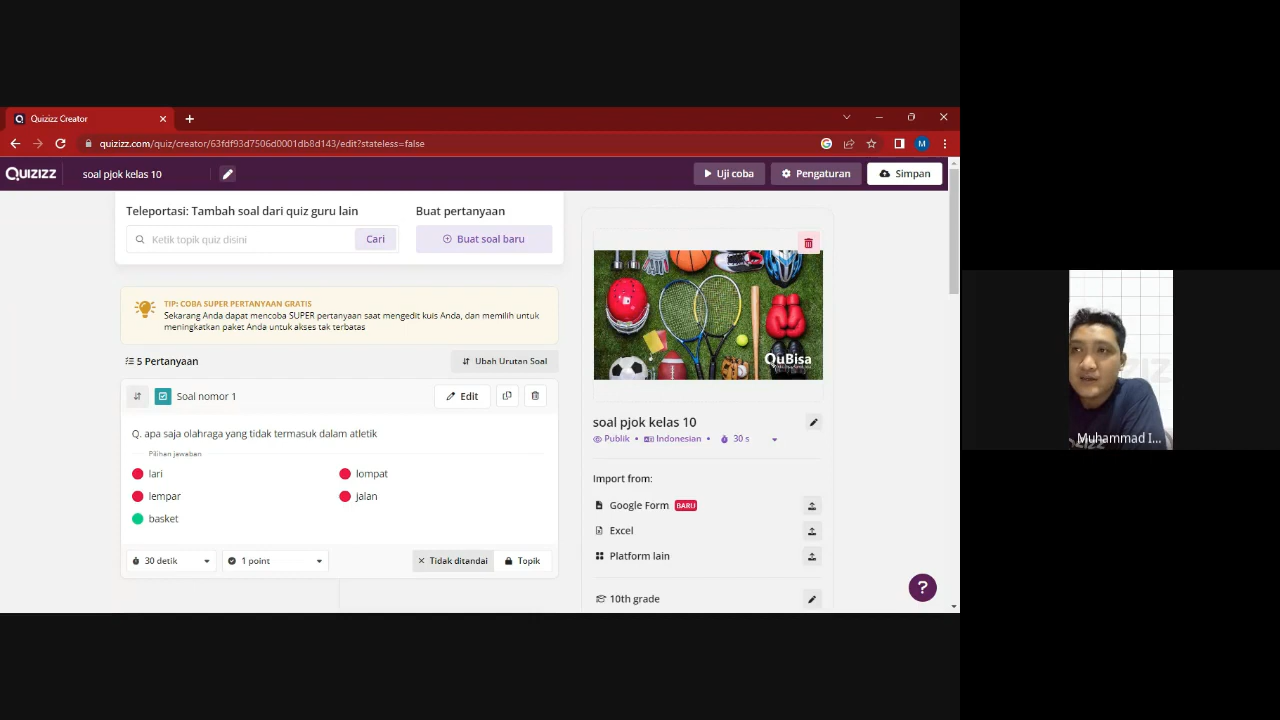 Quizizz Creator
quizizz.com/quiz/creator/63fdf93d7506d0001db8d143/edit?stateless=false
M
QUIZIZZ
soal pjok kelas 10
Uji coba
Pengaturan
Simpan
Teleportasi: Tambah soal dari quiz guru lain
Buat pertanyaan
Ketik topik quiz disini
Cari
Buat soal baru
TIP: COBA SUPER PERTANYAAN GRATIS
Sekarang Anda dapat mencoba SUPER pertanyaan saat mengedit kuis Anda, dan memilih untuk
meningkatkan paket Anda untuk akses tak terbatas
5 Pertanyaan
Ubah Urutan Soal
Soal nomor 1
Edit
Q. apa saja olahraga yang tidak termasuk dalam atletik
Pilihan jawaban
lari
lompat
lempar
jalan
basket
30 detik
1 point
Tidak ditandai
Topik
QuBisa
soal pjok kelas 10
Publik • Indonesian • 30 s
Import from:
Google Form BARU
Excel
Platform lain
10th grade
?
Muhammad I...